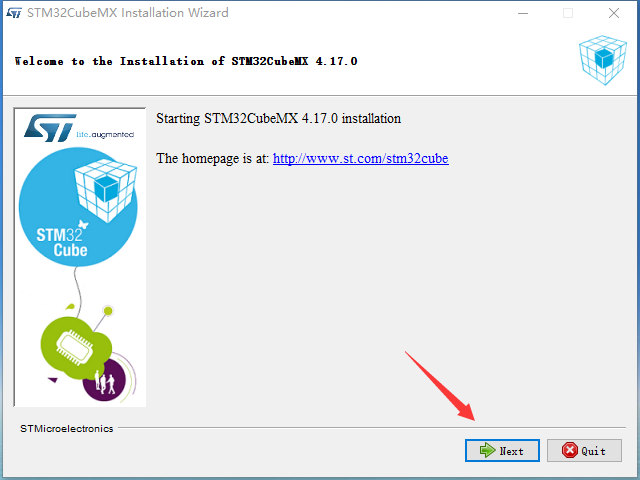 STM32CubeMX Installation Wizard
Welcome to the Installation of STM32CubeMX 4.17.0
ST life.augmented
Starting STM32CubeMX 4.17.0 installation
The homepage is at: http://www.st.com/stm32cube
STM32
Cube
STMicroelectronics
Next
Quit